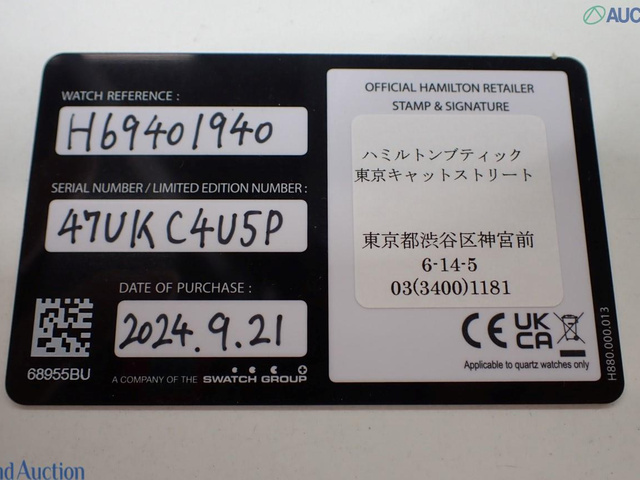 AUC
WATCH REFERENCE :
H69401940
SERIAL NUMBER / LIMITED EDITION NUMBER :
47UKC4U5P
DATE OF PURCHASE :
2024.9.21
68955BU
A COMPANY OF THE SWATCH GROUP
OFFICIAL HAMILTON RETAILER
STAMP & SIGNATURE
ハミルトンブティック
東京キャットストリート
東京都渋谷区神宮前
6-14-5
03(3400)1181
CE UK
CA
Applicable to quartz watches only
H880.000.013
nd Auction